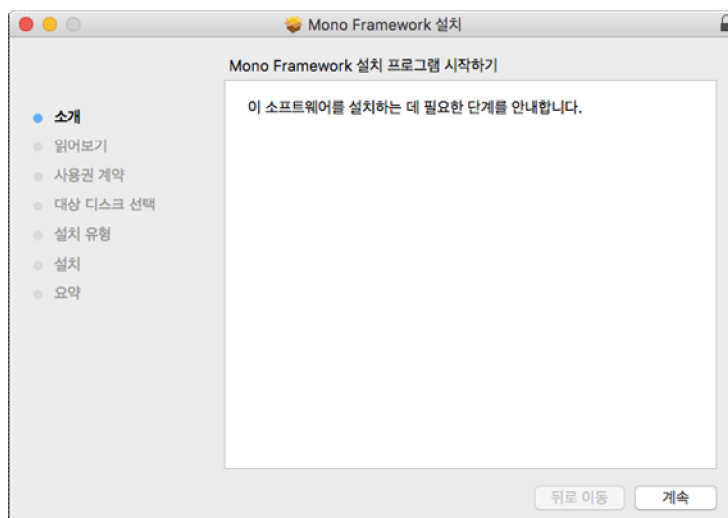 Mono Framework 설치
Mono Framework 설치 프로그램 시작하기
이 소프트웨어를 설치하는 데 필요한 단계를 안내합니다.
소개
읽어보기
사용권 계약
대상 디스크 선택
설치 유형
설치
요약
뒤로 이동
계속